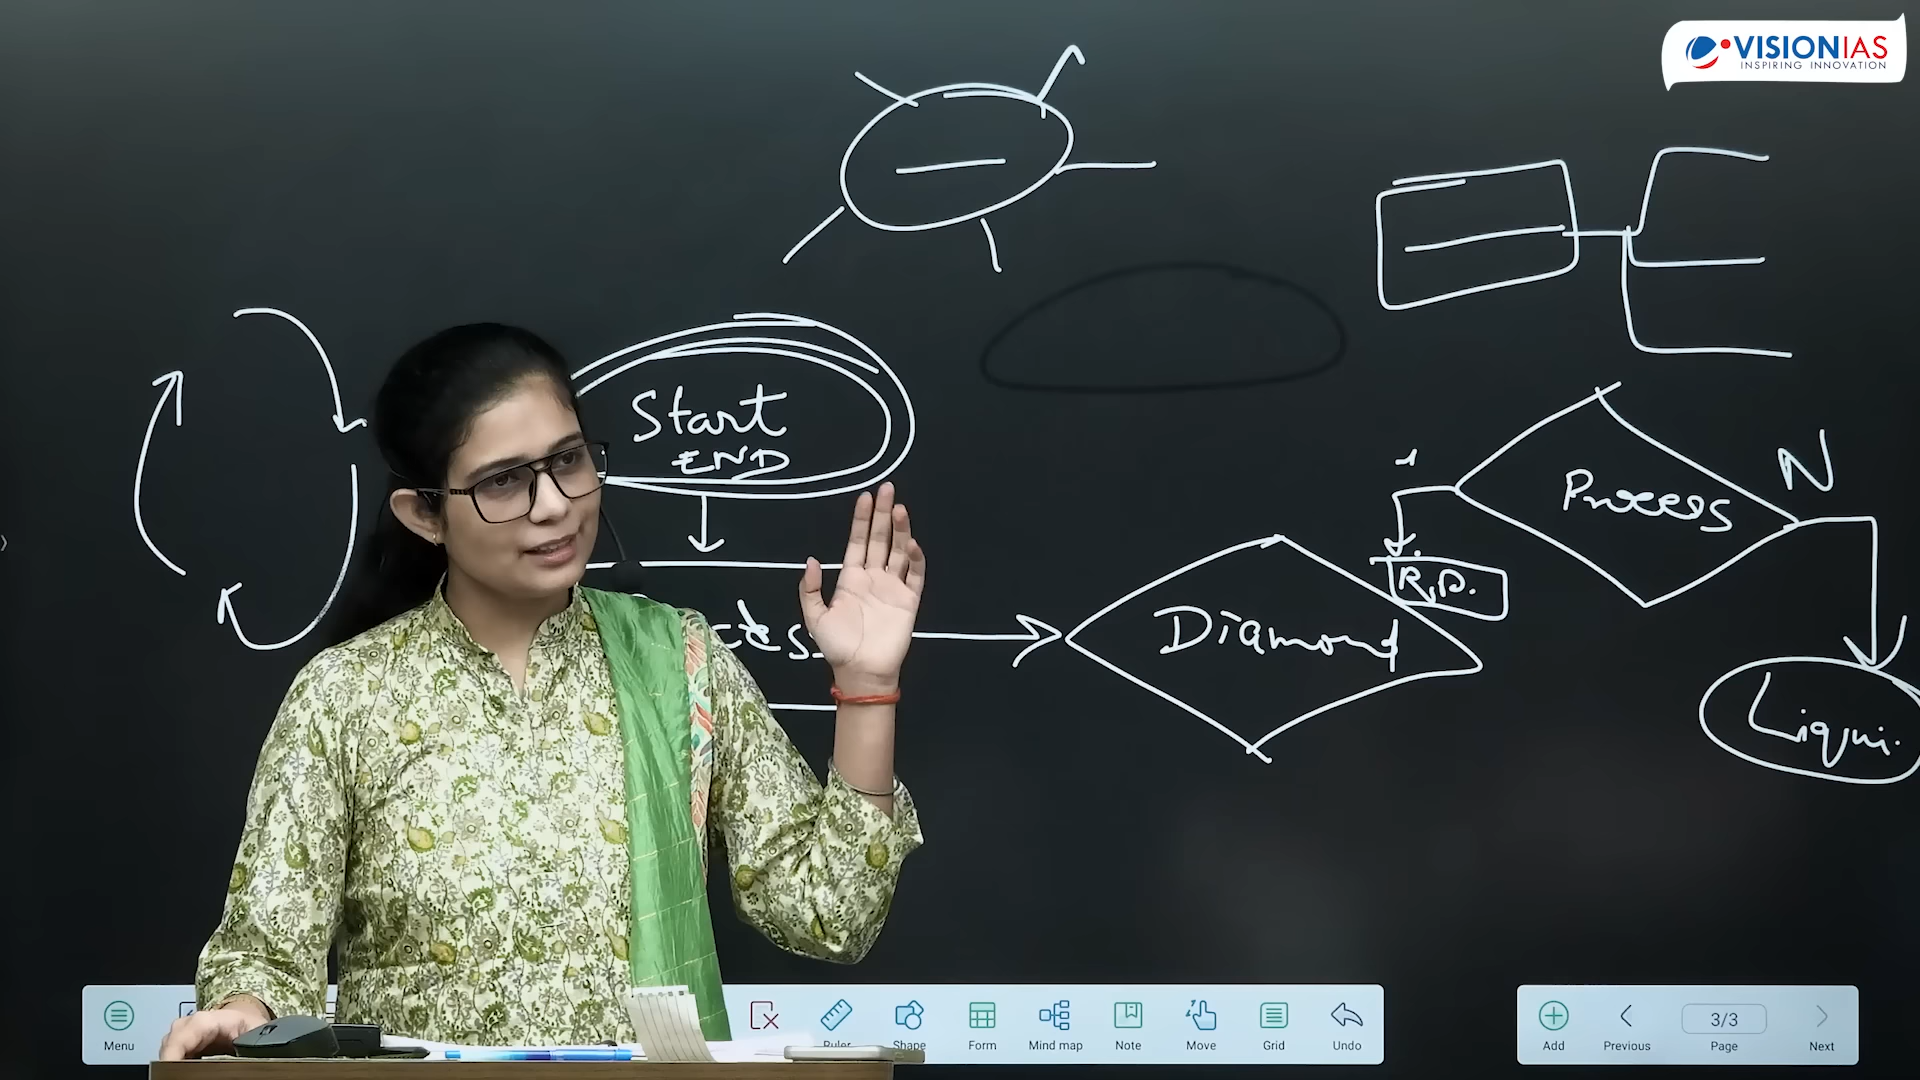 VISIONIAS
INSPIRING INNOVATION
Start
END
Process
N
R.D.
Diamond
Liqui.
Menu
Ruler
Shape
Form
Mind map
Note
Move
Grid
Undo
Add
Previous
3/3
Page
Next